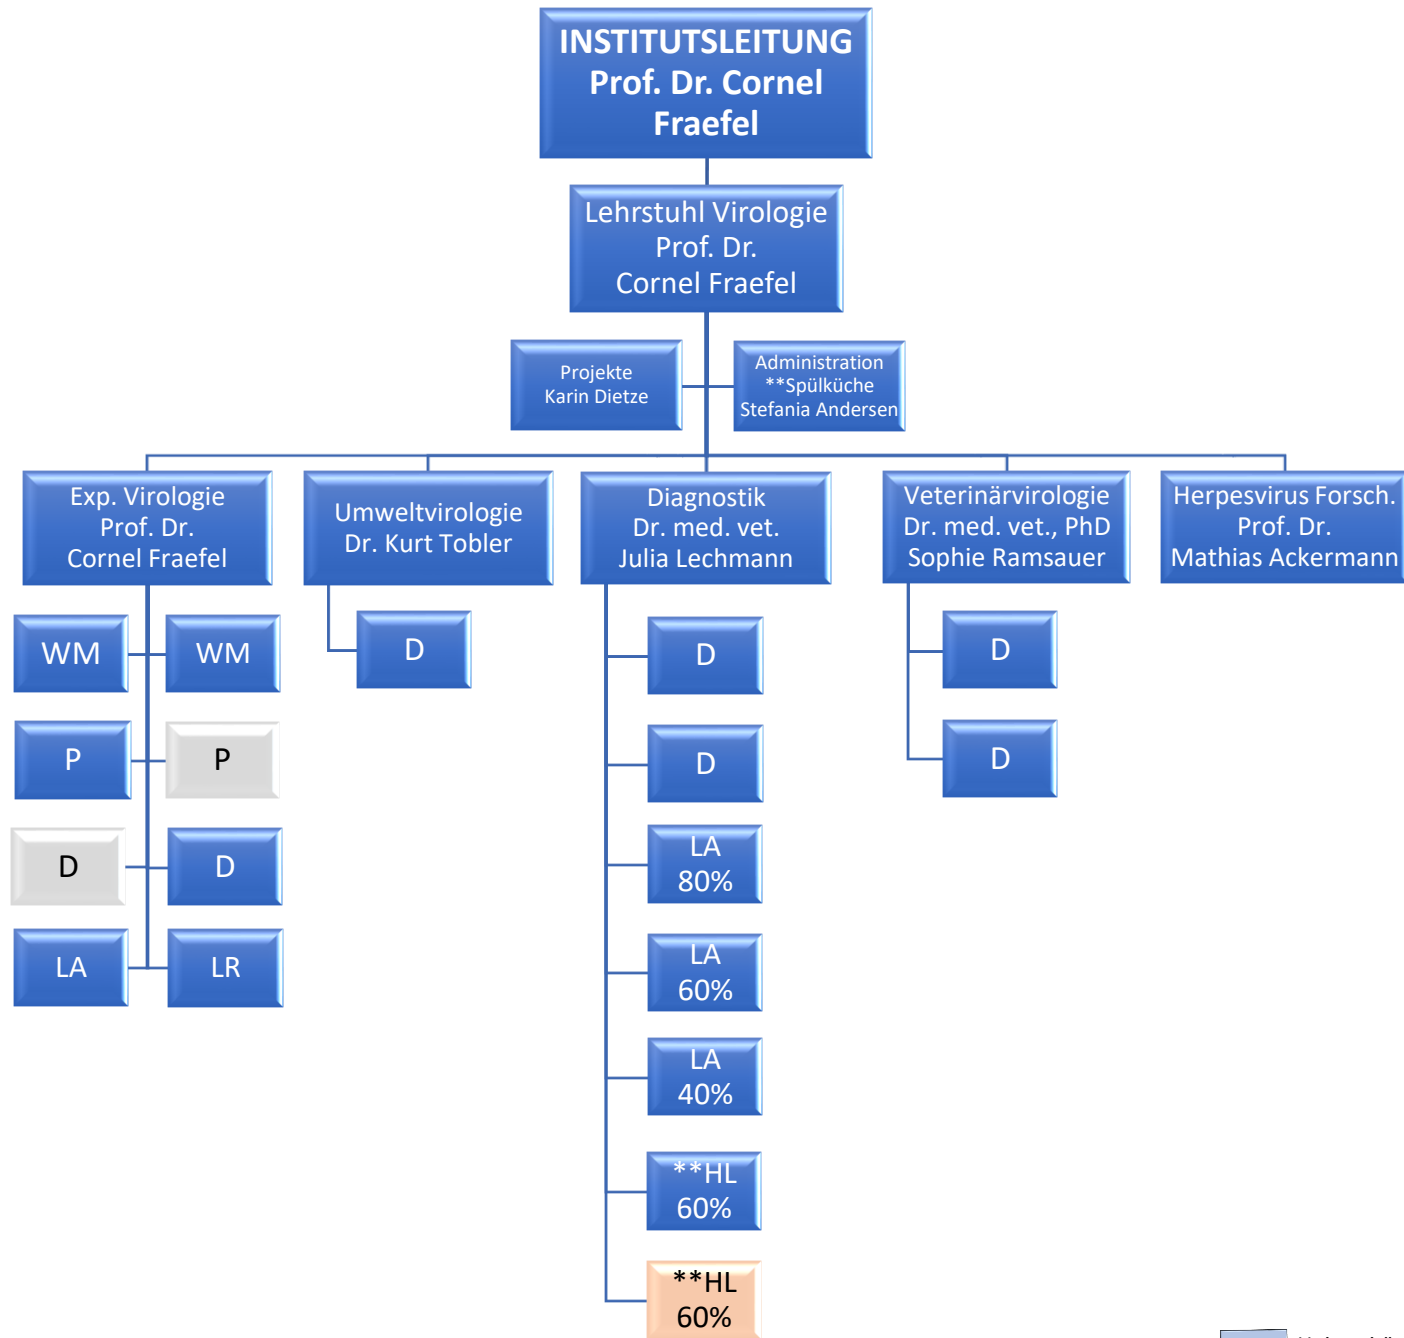 INSTITUTSLEITUNG
Prof. Dr. Cornel
Fraefel
Lehrstuhl Virologie
Prof. Dr.
Cornel Fraefel
Projekte
Karin Dietze
Administration
**Spülküche
Stefania Andersen
Exp. Virologie
Prof. Dr.
Cornel Fraefel
Umweltvirologie
Dr. Kurt Tobler
Diagnostik
Dr. med. vet.
Julia Lechmann
Veterinärvirologie
Dr. med. vet., PhD
Sophie Ramsauer
Herpesvirus Forsch.
Prof. Dr.
Mathias Ackermann
WM
WM
P
P
D
D
LA
LR
D
D
D
LA
80%
LA
60%
LA
40%
**HL
60%
**HL
60%
D
D